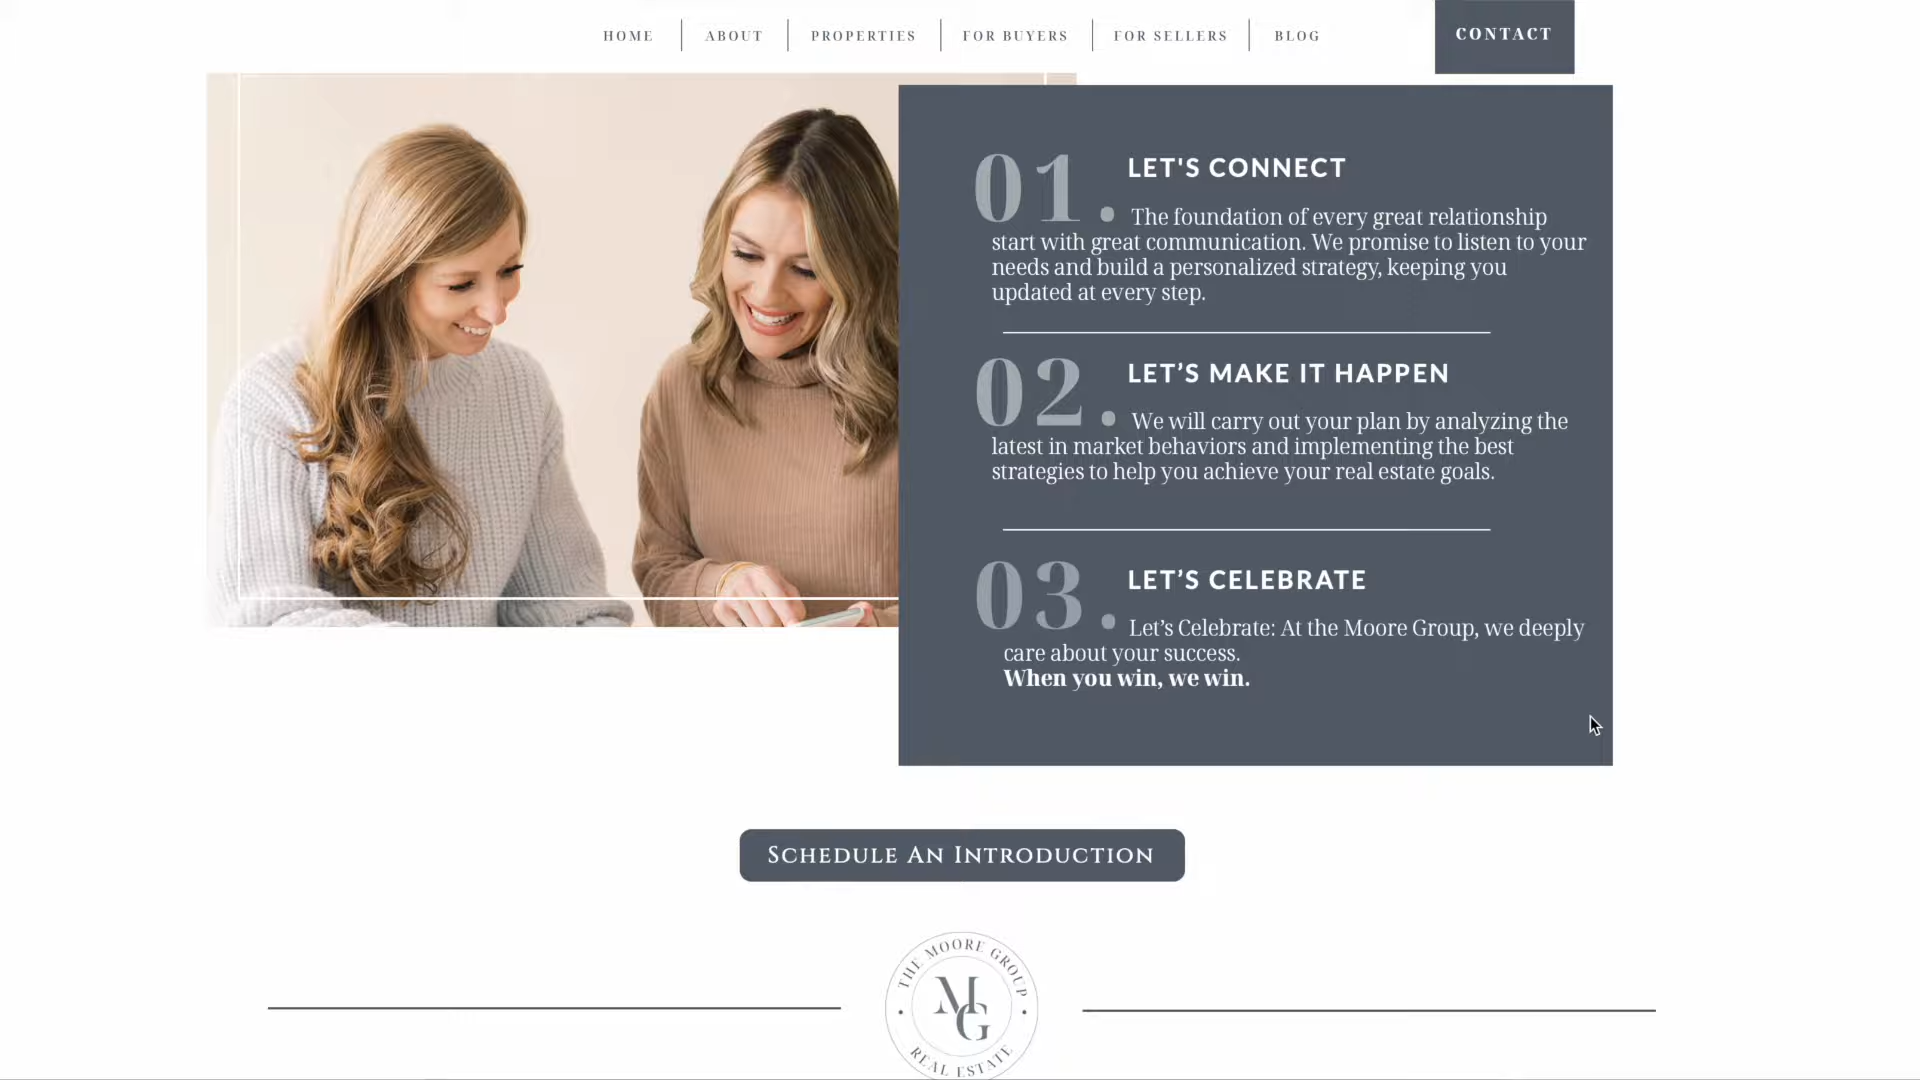 HOME
ABOUT
PROPERTIES
FOR BUYERS
FOR SELLERS
BLOG
CONTACT
01.
LET'S CONNECT
The foundation of every great relationship
start with great communication. We promise to listen to your
needs and build a personalized strategy, keeping you
updated at every step.
02.
LET’S MAKE IT HAPPEN
We will carry out your plan by analyzing the
latest in market behaviors and implementing the best
strategies to help you achieve your real estate goals.
03.
LET’S CELEBRATE
Let’s Celebrate: At the Moore Group, we deeply
care about your success.
When you win, we win.
Schedule An Introduction
THE MOORE GROUP
MG
REAL ESTATE